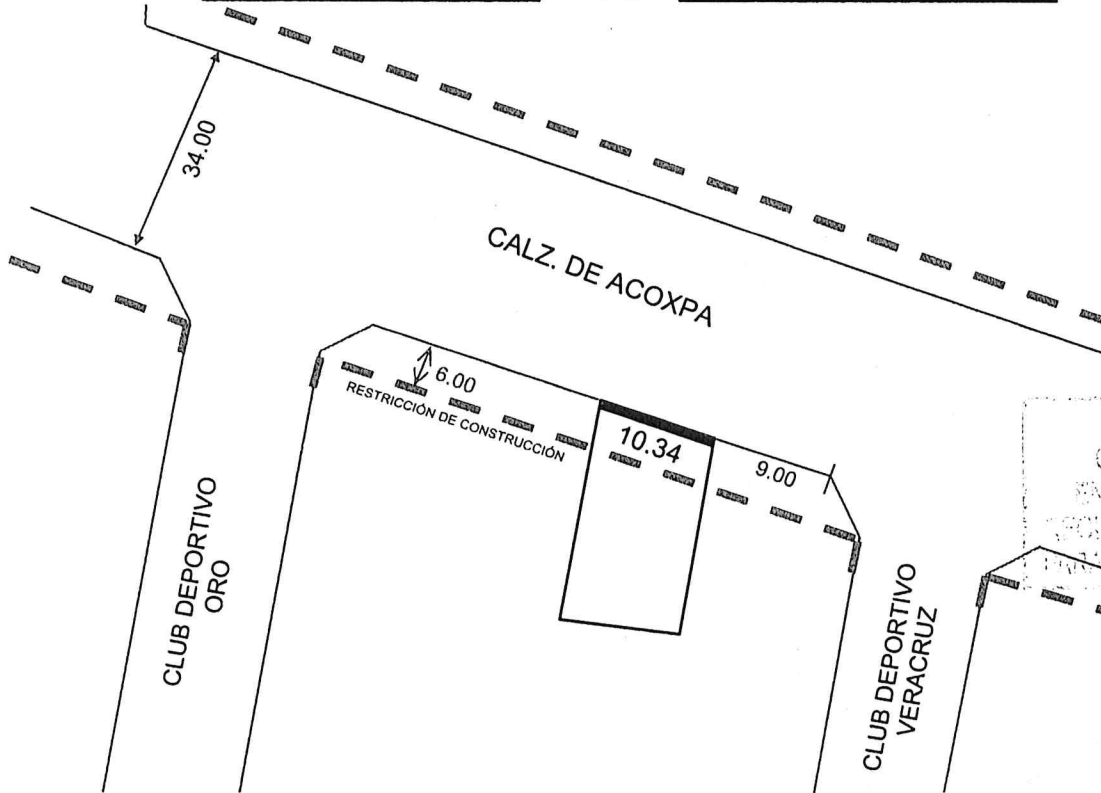 34.00
CALZ. DE ACOXPA
6.00
RESTRICCIÓN DE CONSTRUCCIÓN
10.34
9.00
CLUB DEPORTIVO
ORO
CLUB DEPORTIVO
VERACRUZ